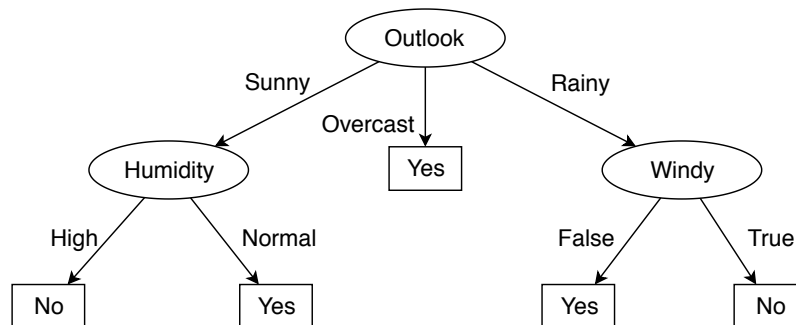 Outlook
Sunny
Rainy
Overcast
Humidity
Yes
Windy
High
Normal
False
True
No
Yes
Yes
No